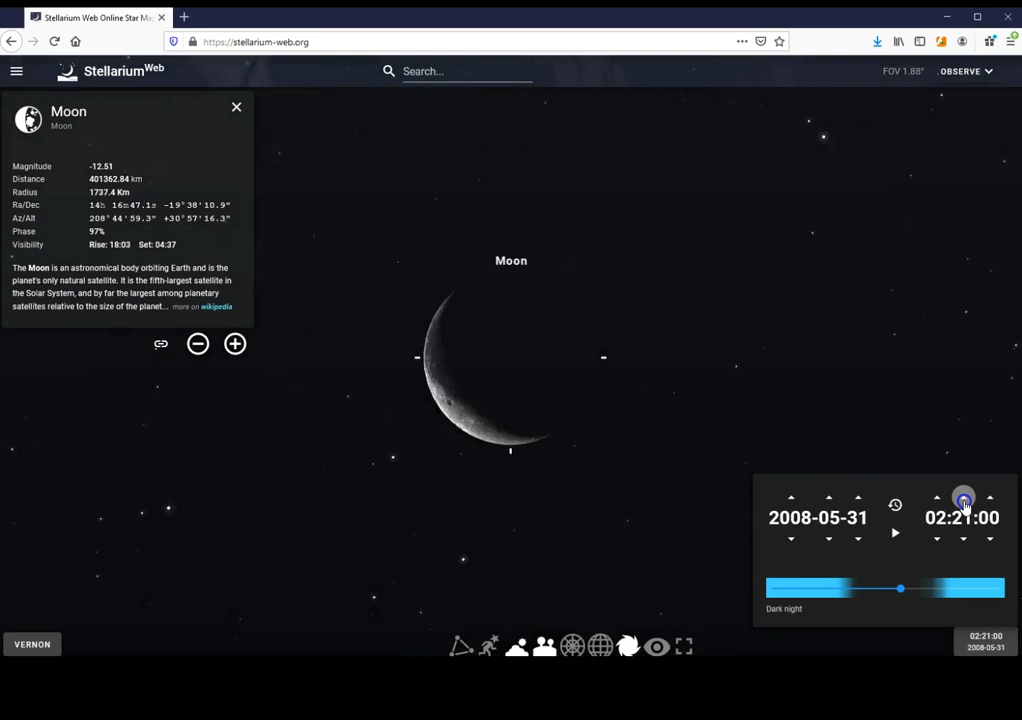 Stellarium Web Online Star Ma
https://stellarium-web.org
StellariumWeb
Search...
FOV 1.88°
OBSERVE
Moon
Moon
Magnitude -12.51
Distance 401362.84 km
Radius 1737.4 Km
Ra/Dec 14h 16m47.1s -19°38'10.9"
Az/Alt 208°44'59.3" +30°57'16.3"
Phase 97%
Visibility Rise: 18:03 Set: 04:37
The Moon is an astronomical body orbiting Earth and is the
planet's only natural satellite. It is the fifth-largest satellite in
the Solar System, and by far the largest among planetary
satellites relative to the size of the planet... more on wikipedia
Moon
2008-05-31
02:21:00
Dark night
VERNON
02:21:00
2008-05-31